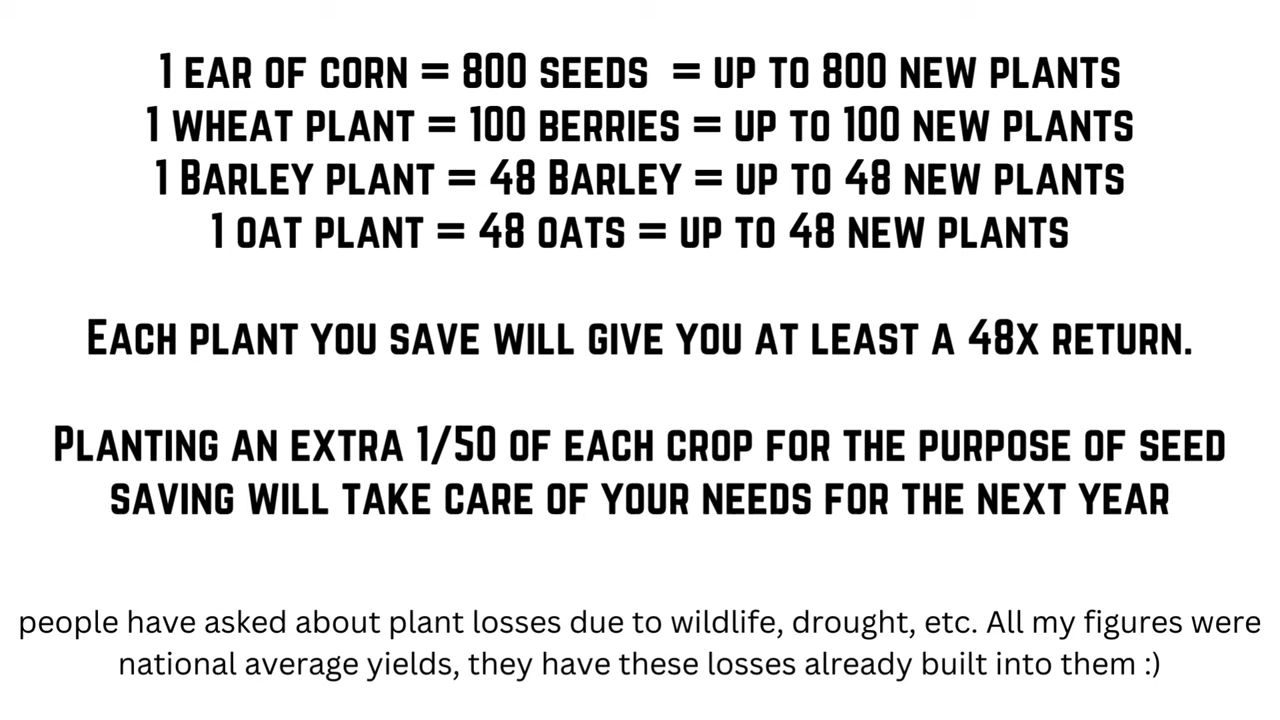 1 EAR OF CORN = 800 SEEDS = UP TO 800 NEW PLANTS
1 WHEAT PLANT = 100 BERRIES = UP TO 100 NEW PLANTS
1 BARLEY PLANT = 48 BARLEY = UP TO 48 NEW PLANTS
1 OAT PLANT = 48 OATS = UP TO 48 NEW PLANTS
EACH PLANT YOU SAVE WILL GIVE YOU AT LEAST A 48X RETURN.
PLANTING AN EXTRA 1/50 OF EACH CROP FOR THE PURPOSE OF SEED
SAVING WILL TAKE CARE OF YOUR NEEDS FOR THE NEXT YEAR
people have asked about plant losses due to wildlife, drought, etc. All my figures were
national average yields, they have these losses already built into them :)